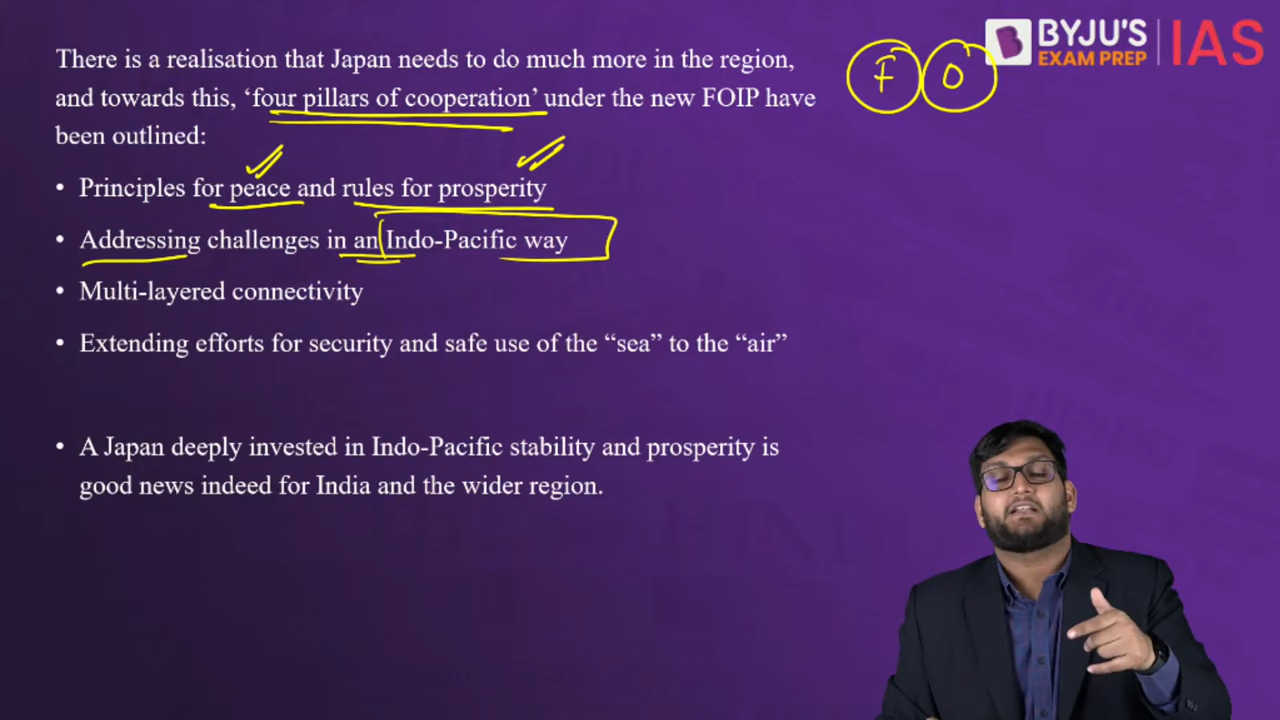 BYJU'S
EXAM PREP
IAS
F O
There is a realisation that Japan needs to do much more in the region,
and towards this, ‘four pillars of cooperation’ under the new FOIP have
been outlined:
• Principles for peace and rules for prosperity
• Addressing challenges in an Indo-Pacific way
• Multi-layered connectivity
• Extending efforts for security and safe use of the “sea” to the “air”
• A Japan deeply invested in Indo-Pacific stability and prosperity is
good news indeed for India and the wider region.